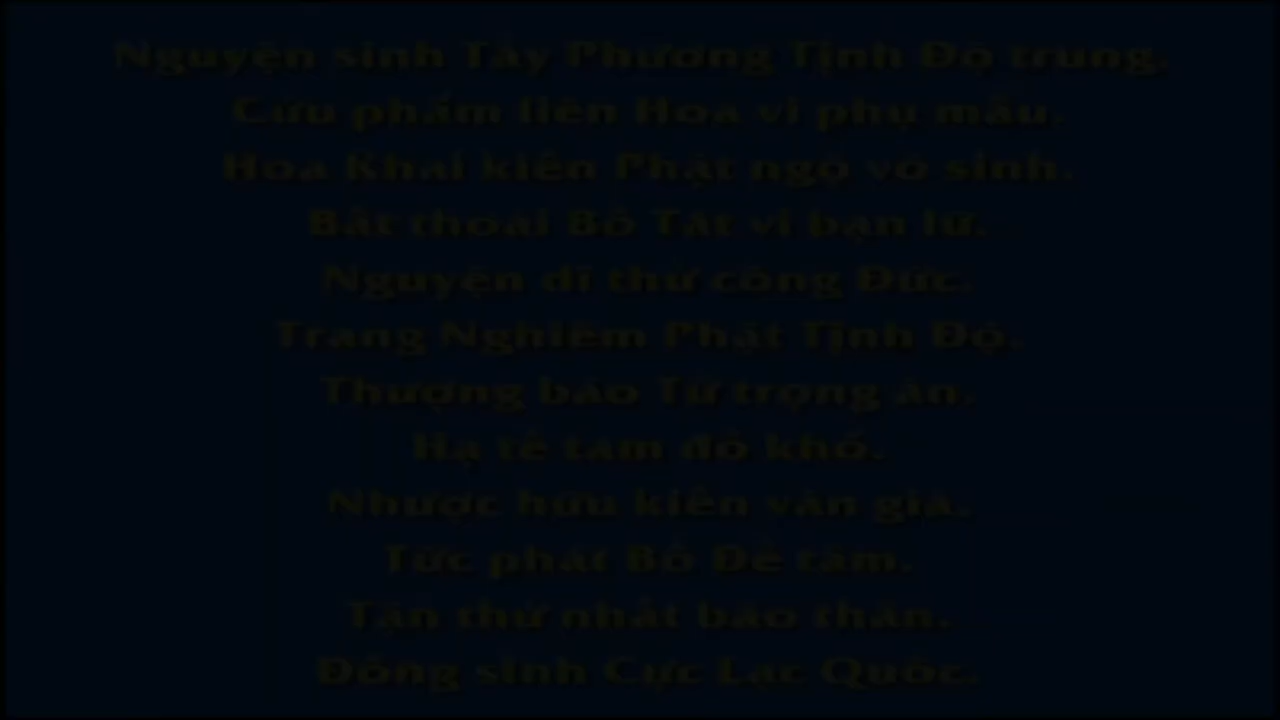 Nguyện sinh Tây Phương Tịnh Độ trung.
Cửu phẩm liên Hoa vi phụ mẫu.
Hoa Khai kiến Phật ngộ vô sinh.
Bất thoái Bồ Tát vi bạn lữ.
Nguyện dĩ thử công Đức.
Trang Nghiêm Phật Tịnh Độ.
Thượng báo Tứ trọng ân.
Hạ tế tam đồ khổ.
Nhược hữu kiến văn giả.
Tức phát Bồ Đề tâm.
Tận thử nhất báo thân.
Đồng sinh Cực Lạc Quốc.